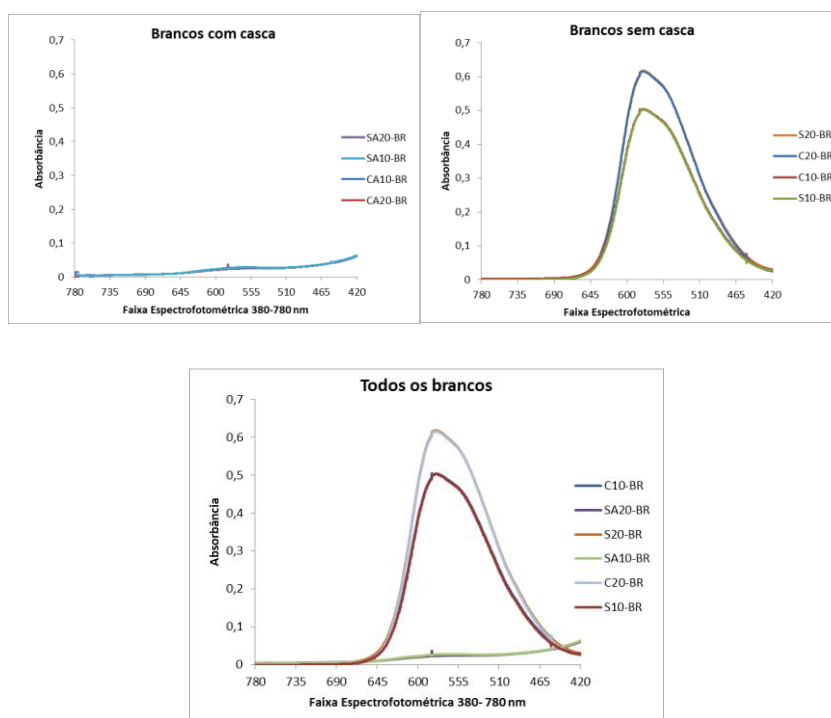 Brancos com casca
0,7
0,6
0,5
0,4
0,3
0,2
0,1
0
Absorbância
780 735 690 645 600 555 510 465 420
Faixa Espectrofotométrica 380-780 nm
SA20-BR
SA10-BR
CA10-BR
CA20-BR
Brancos sem casca
0,7
0,6
0,5
0,4
0,3
0,2
0,1
0
Absorbância
780 735 690 645 600 555 510 465 420
Faixa Espectrofotométrica
S20-BR
C20-BR
C10-BR
S10-BR
Todos os brancos
0,7
0,6
0,5
0,4
0,3
0,2
0,1
0
Absorbância
780 735 690 645 600 555 510 465 420
Faixa Espectrofotométrica 380- 780 nm
C10-BR
SA20-BR
S20-BR
SA10-BR
C20-BR
S10-BR